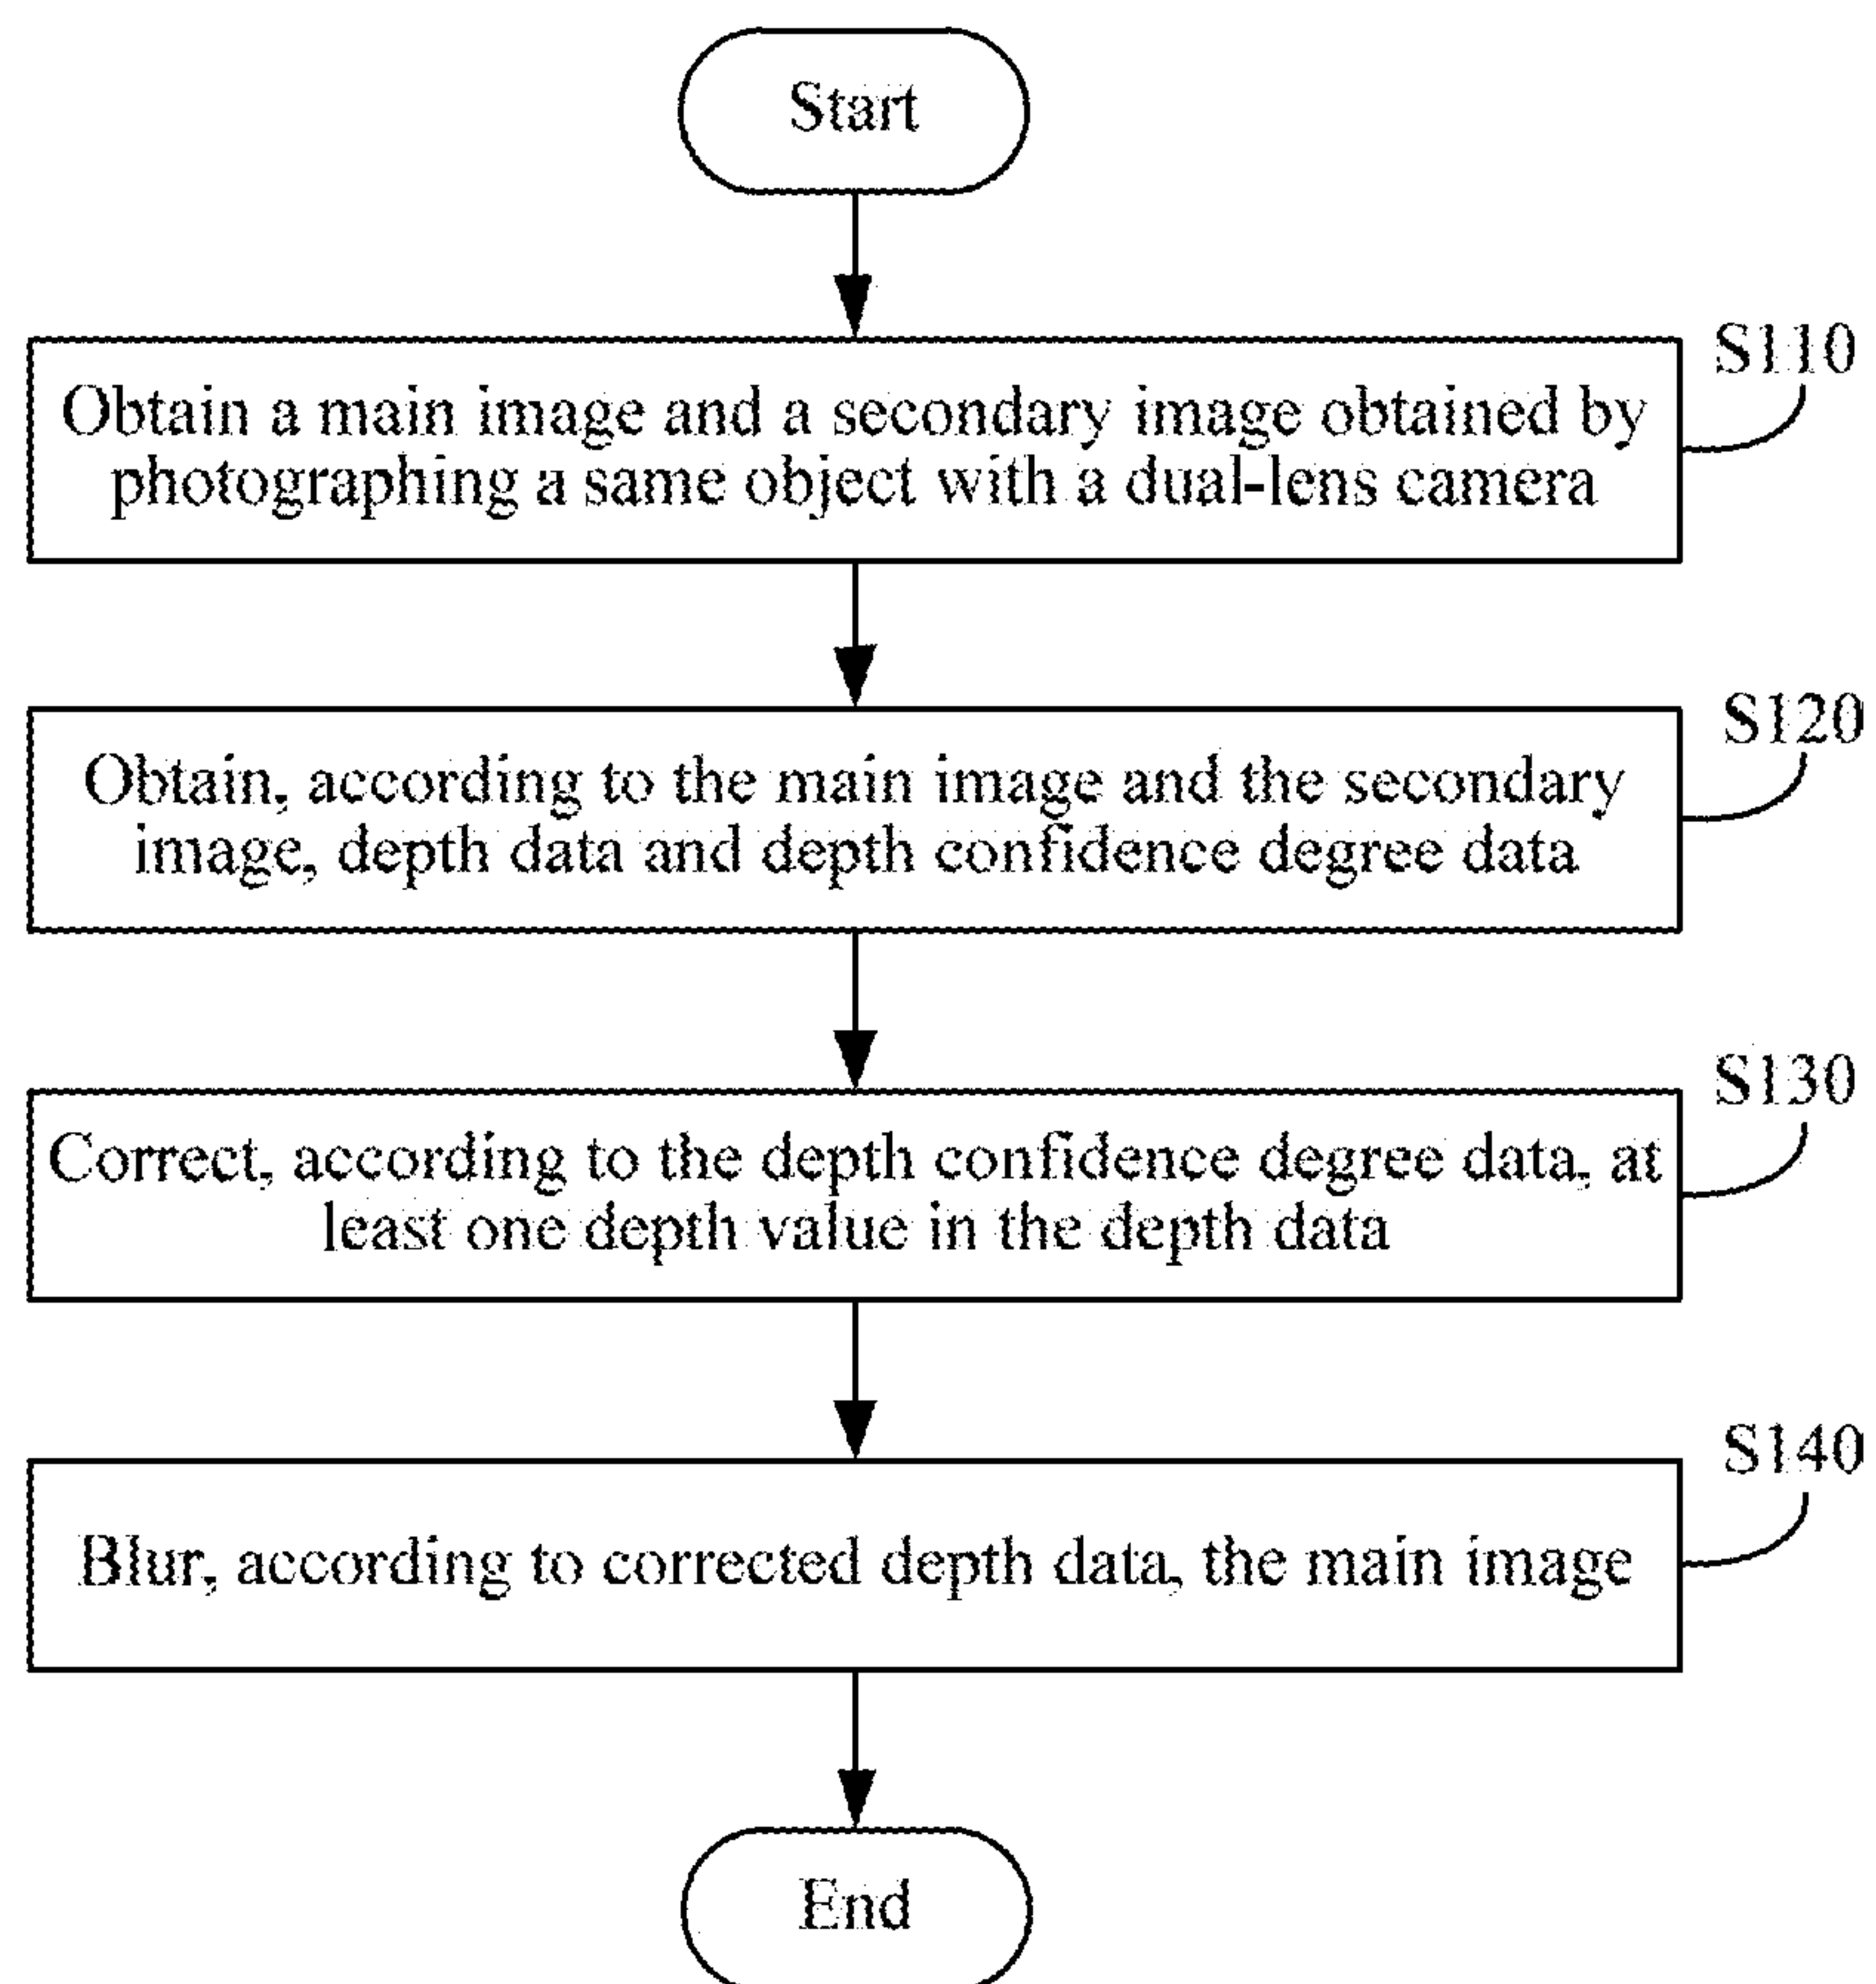 Start
S110
Obtain a main image and a secondary image obtained by
photographing a same object with a dual-lens camera
S120
Obtain, according to the main image and the secondary
image, depth data and depth confidence degree data
S130
Correct, according to the depth confidence degree data, at
least one depth value in the depth data
S140
Blur, according to corrected depth data, the main image
End